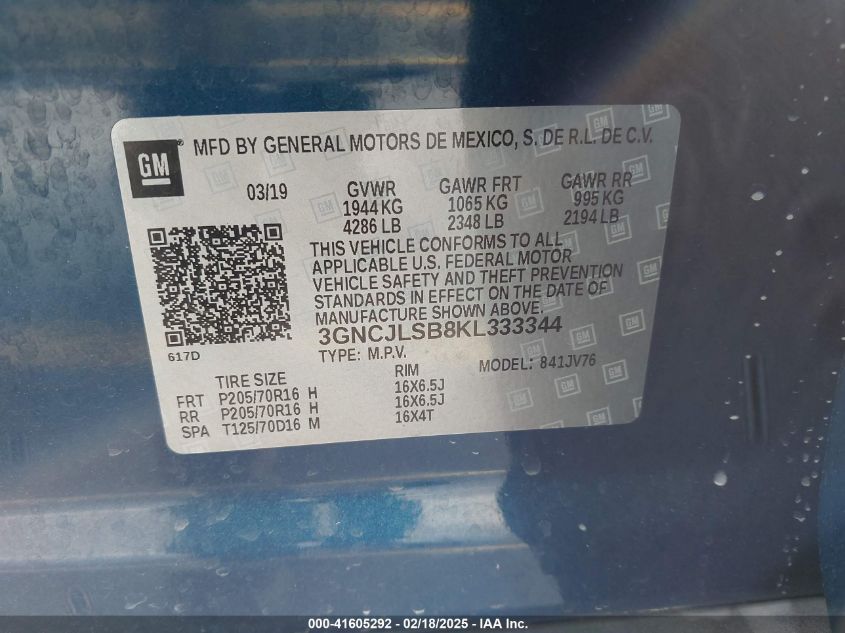 GM
MFD BY GENERAL MOTORS DE MEXICO, S. DE R.L. DE C.V.
03/19 GVWR GAWR FRT GAWR RR
1944 KG 1065 KG 995 KG
4286 LB 2348 LB 2194 LB
THIS VEHICLE CONFORMS TO ALL
APPLICABLE U.S. FEDERAL MOTOR
VEHICLE SAFETY AND THEFT PREVENTION
STANDARDS IN EFFECT ON THE DATE OF
MANUFACTURE SHOWN ABOVE.
3GNCJLSB8KL333344
617D
TYPE: M.P.V. MODEL: 841JV76
TIRE SIZE RIM
FRT P205/70R16 H 16X6.5J
RR P205/70R16 H 16X6.5J
SPA T125/70D16 M 16X4T
000-41605292 - 02/18/2025 - IAA Inc.